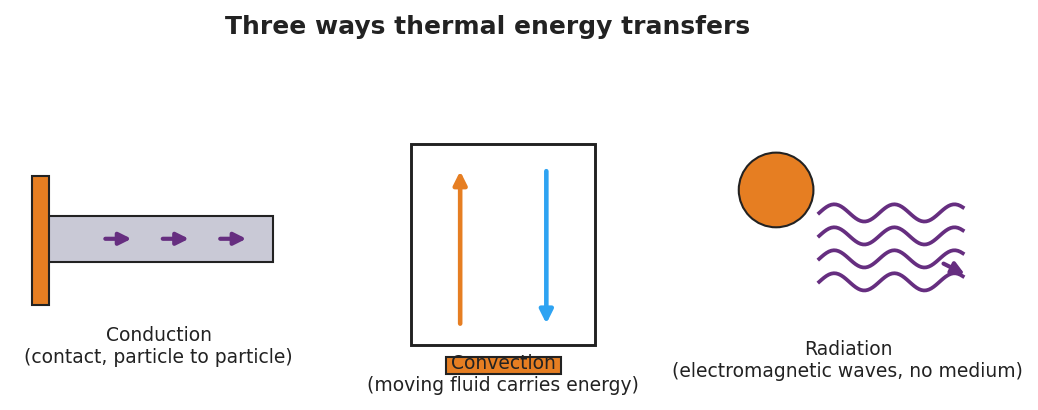 Three ways thermal energy transfers
Conduction
(contact, particle to particle)
Convection
(moving fluid carries energy)
Radiation
(electromagnetic waves, no medium)